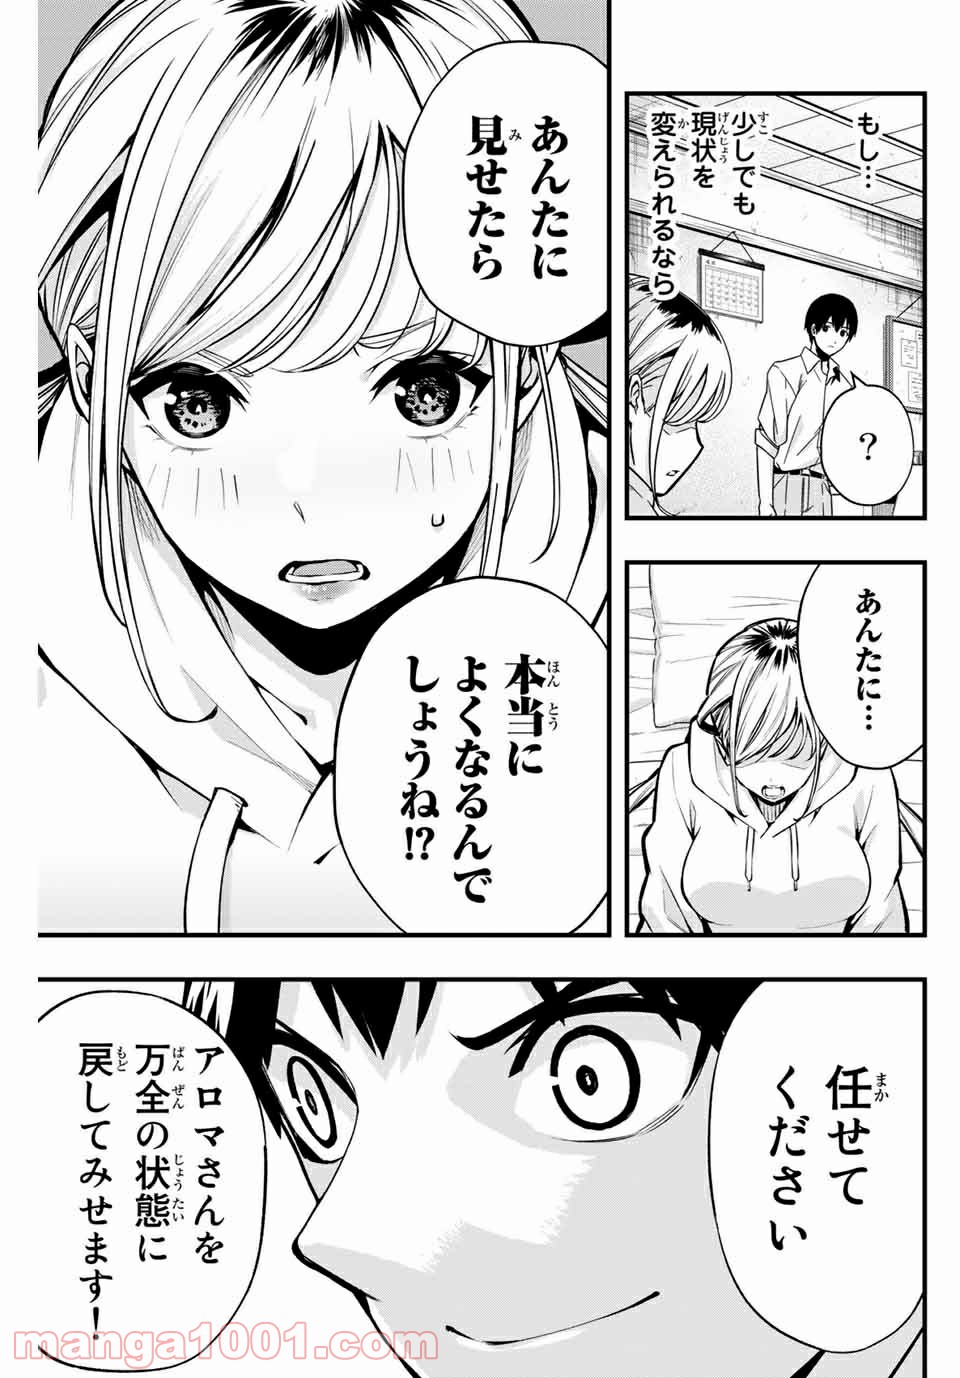 もし…
少しでも
現状を
変えられるなら
？
あんたに…
あんたに
見せたら
本当に
よくなるんで
しょうね!?
任せて
ください
アロマさんを
万全の状態に
戻してみせます！
manga1001.com